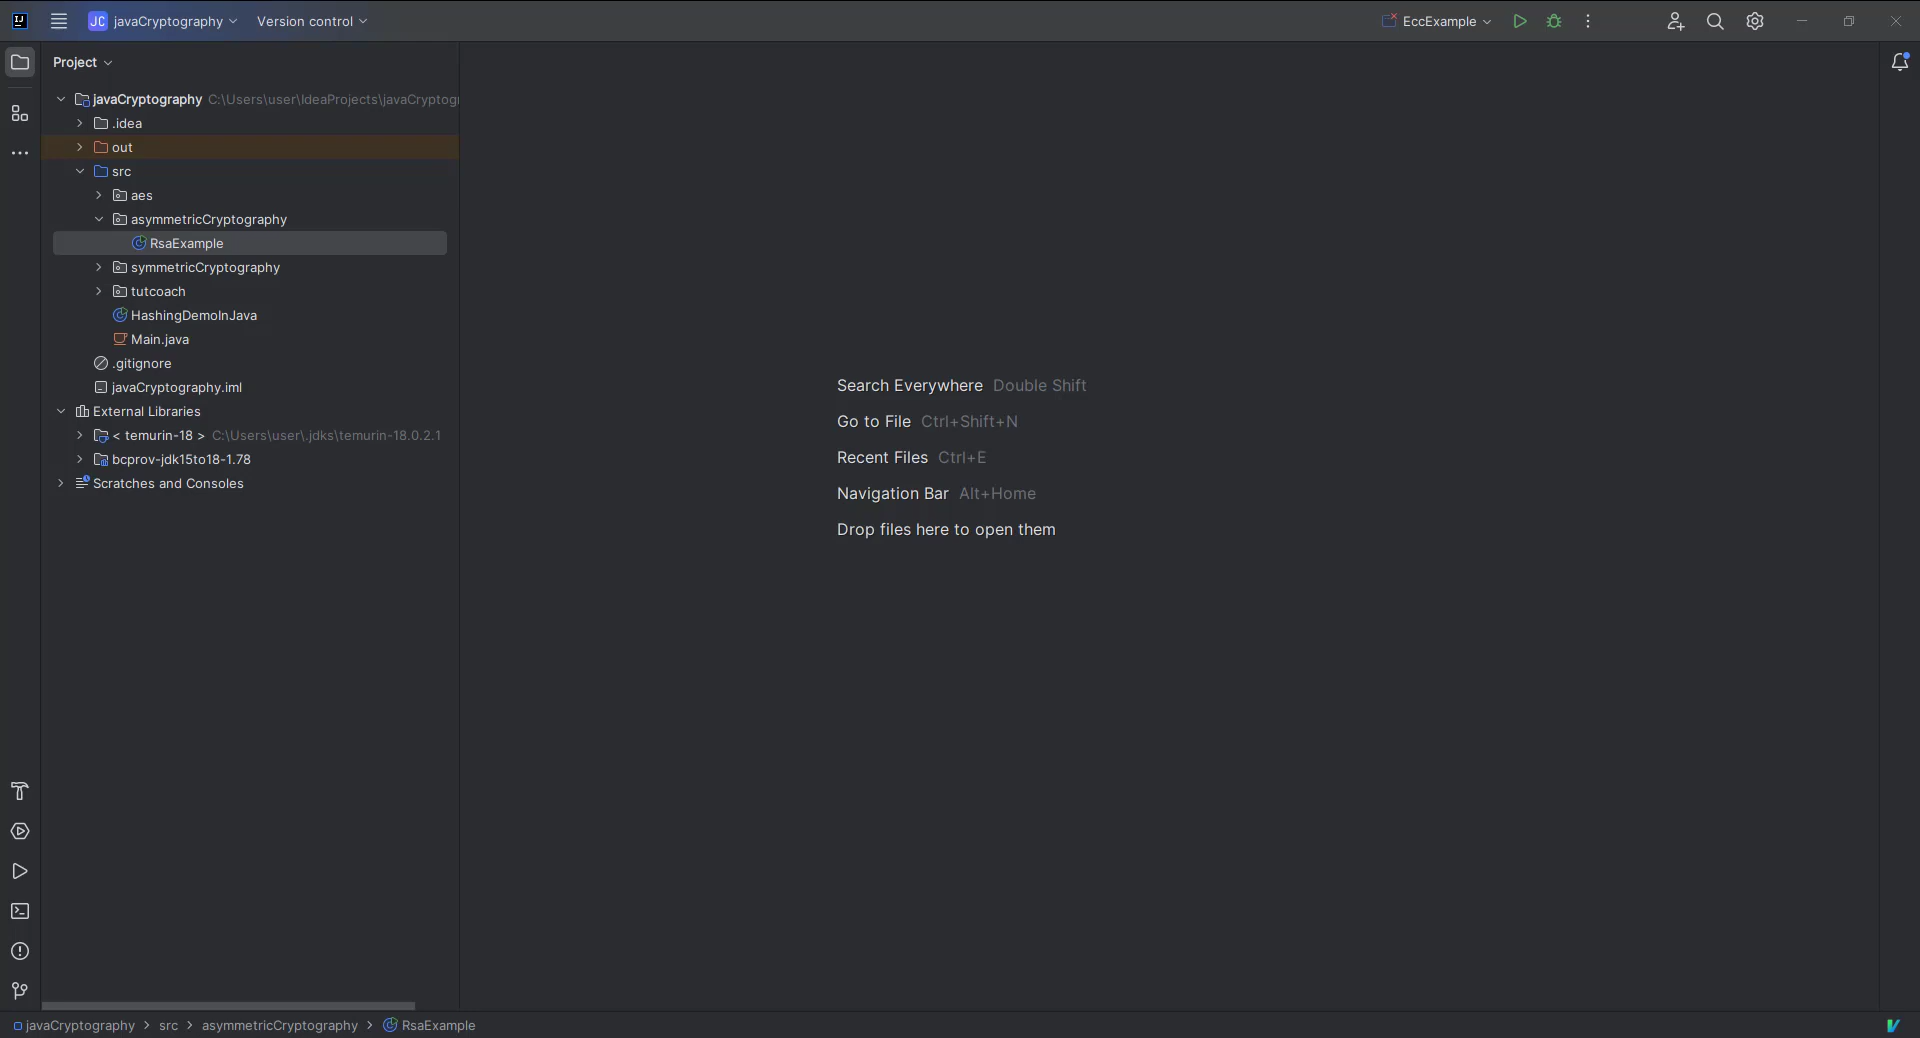 JC javaCryptography Version control EccExample
Project
javaCryptography C:\Users\user\IdeaProjects\javaCryptogr
.idea
out
src
aes
asymmetricCryptography
RsaExample
symmetricCryptography
tutcoach
HashingDemoInJava
Main.java
.gitignore
javaCryptography.iml
External Libraries
< temurin-18 > C:\Users\user\.jdks\temurin-18.0.2.1
bcprov-jdk15to18-1.78
Scratches and Consoles
Search Everywhere Double Shift
Go to File Ctrl+Shift+N
Recent Files Ctrl+E
Navigation Bar Alt+Home
Drop files here to open them
javaCryptography > src > asymmetricCryptography > RsaExample